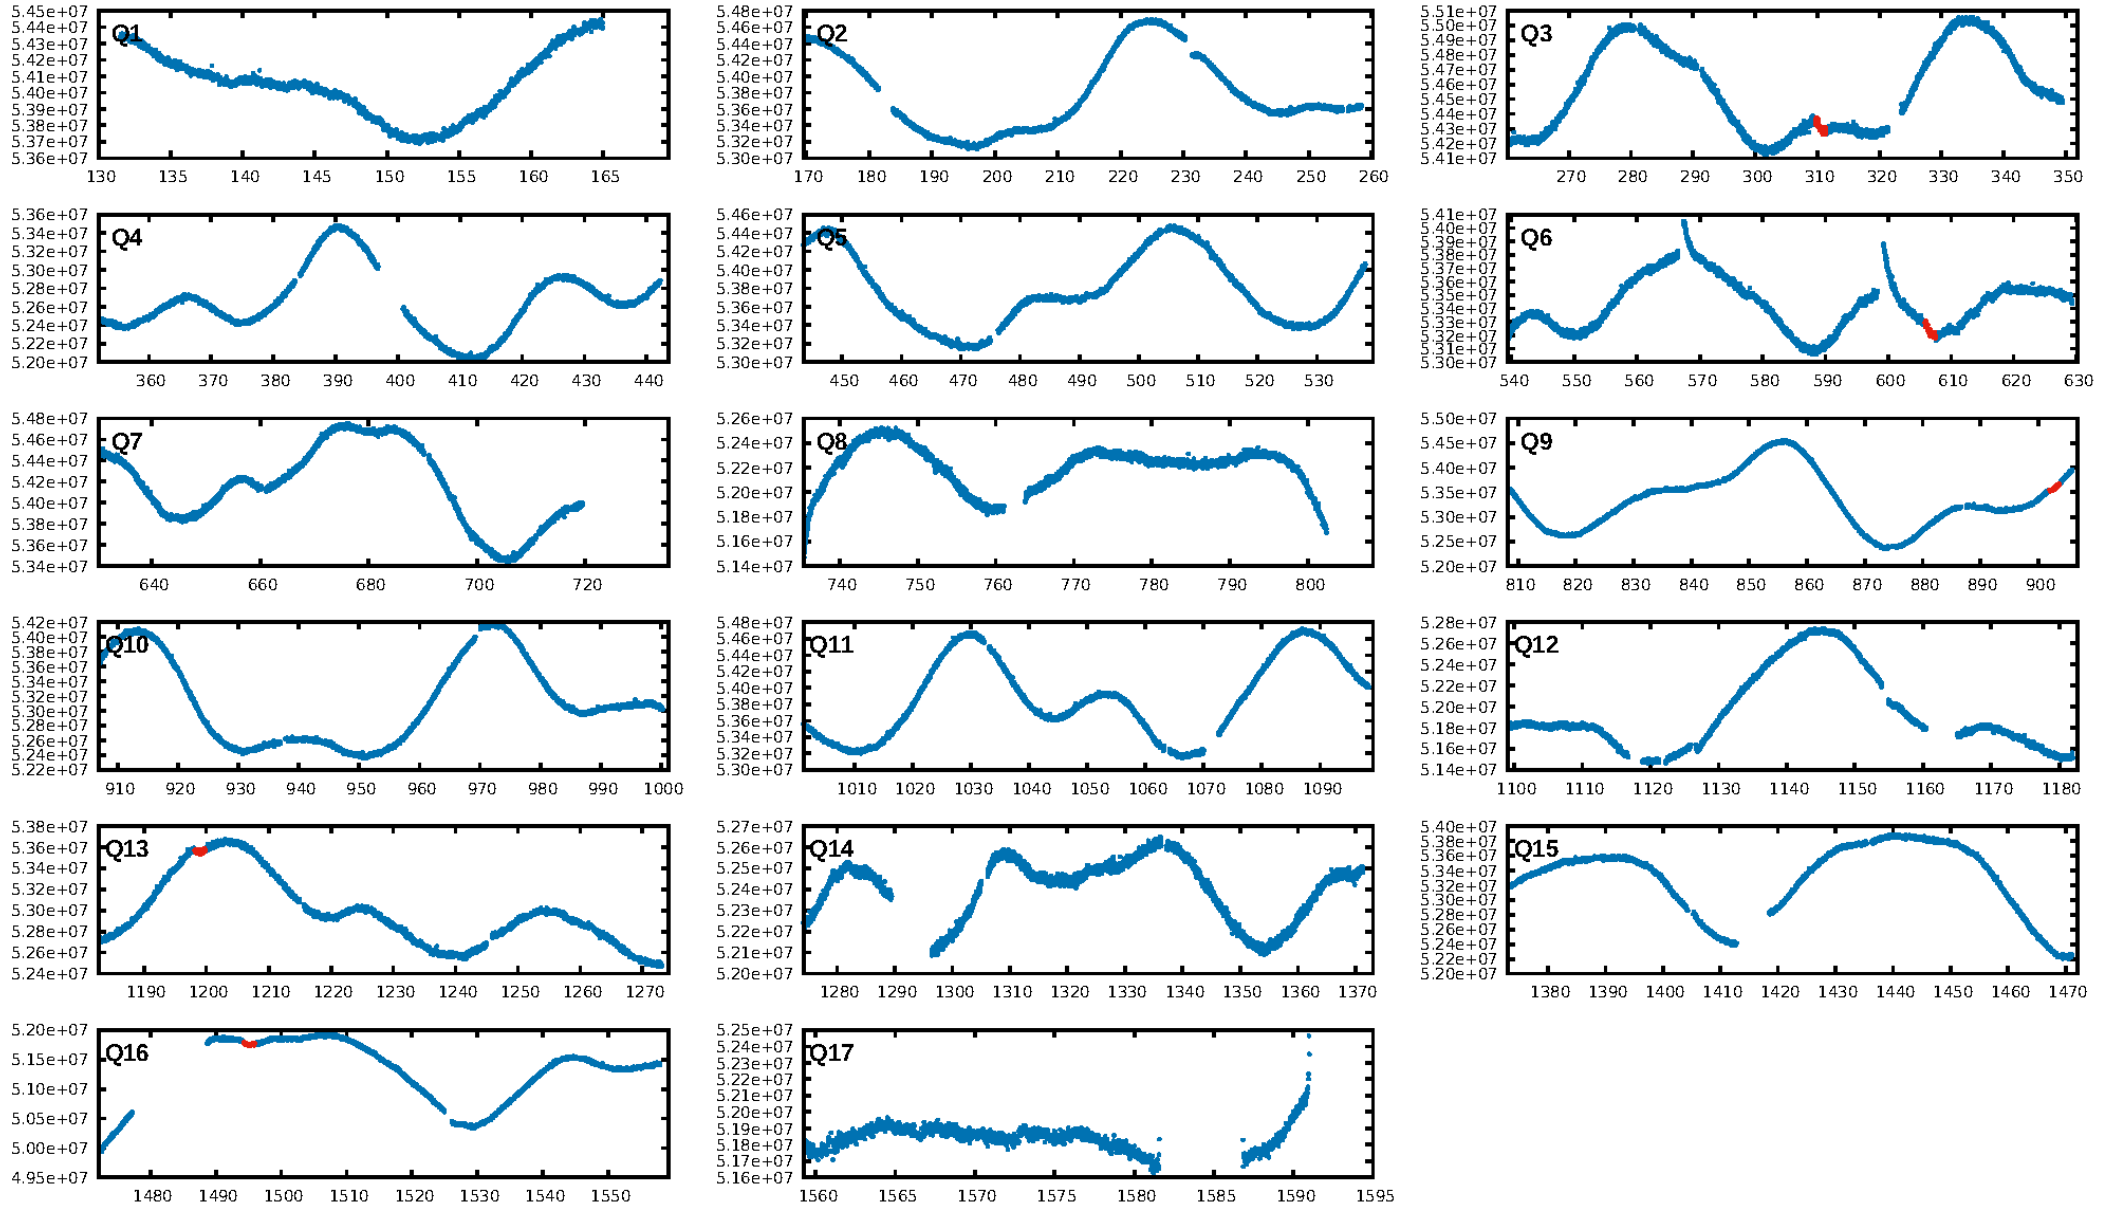 5.45e+07
5.44e+07
5.43e+07
5.42e+07
5.41e+07
5.40e+07
5.39e+07
5.38e+07
5.37e+07
5.36e+07
Q1
130 135 140 145 150 155 160 165
5.48e+07
5.46e+07
5.44e+07
5.42e+07
5.40e+07
5.38e+07
5.36e+07
5.34e+07
5.32e+07
5.30e+07
Q2
170 180 190 200 210 220 230 240 250 260
5.51e+07
5.50e+07
5.49e+07
5.48e+07
5.47e+07
5.46e+07
5.45e+07
5.44e+07
5.43e+07
5.42e+07
5.41e+07
Q3
270 280 290 300 310 320 330 340 350
5.36e+07
5.34e+07
5.32e+07
5.30e+07
5.28e+07
5.26e+07
5.24e+07
5.22e+07
5.20e+07
Q4
360 370 380 390 400 410 420 430 440
5.46e+07
5.44e+07
5.42e+07
5.40e+07
5.38e+07
5.36e+07
5.34e+07
5.32e+07
5.30e+07
Q5
450 460 470 480 490 500 510 520 530
5.41e+07
5.40e+07
5.39e+07
5.38e+07
5.37e+07
5.36e+07
5.35e+07
5.34e+07
5.33e+07
5.32e+07
5.31e+07
5.30e+07
Q6
540 550 560 570 580 590 600 610 620 630
5.48e+07
5.46e+07
5.44e+07
5.42e+07
5.40e+07
5.38e+07
5.36e+07
5.34e+07
Q7
640 660 680 700 720
5.26e+07
5.24e+07
5.22e+07
5.20e+07
5.18e+07
5.16e+07
5.14e+07
Q8
740 750 760 770 780 790 800
5.50e+07
5.45e+07
5.40e+07
5.35e+07
5.30e+07
5.25e+07
5.20e+07
Q9
810 820 830 840 850 860 870 880 890 900
5.42e+07
5.40e+07
5.38e+07
5.36e+07
5.34e+07
5.32e+07
5.30e+07
5.28e+07
5.26e+07
5.24e+07
5.22e+07
Q10
910 920 930 940 950 960 970 980 990 1000
5.48e+07
5.46e+07
5.44e+07
5.42e+07
5.40e+07
5.38e+07
5.36e+07
5.34e+07
5.32e+07
5.30e+07
Q11
1010 1020 1030 1040 1050 1060 1070 1080 1090
5.28e+07
5.26e+07
5.24e+07
5.22e+07
5.20e+07
5.18e+07
5.16e+07
5.14e+07
Q12
1100 1110 1120 1130 1140 1150 1160 1170 1180
5.38e+07
5.36e+07
5.34e+07
5.32e+07
5.30e+07
5.28e+07
5.26e+07
5.24e+07
Q13
1190 1200 1210 1220 1230 1240 1250 1260 1270
5.27e+07
5.26e+07
5.25e+07
5.24e+07
5.23e+07
5.22e+07
5.21e+07
5.20e+07
Q14
1280 1290 1300 1310 1320 1330 1340 1350 1360 1370
5.40e+07
5.38e+07
5.36e+07
5.34e+07
5.32e+07
5.30e+07
5.28e+07
5.26e+07
5.24e+07
5.22e+07
5.20e+07
Q15
1380 1390 1400 1410 1420 1430 1440 1450 1460 1470
5.20e+07
5.15e+07
5.10e+07
5.05e+07
5.00e+07
4.95e+07
Q16
1480 1490 1500 1510 1520 1530 1540 1550
5.25e+07
5.24e+07
5.23e+07
5.22e+07
5.21e+07
5.20e+07
5.19e+07
5.18e+07
5.17e+07
5.16e+07
Q17
1560 1565 1570 1575 1580 1585 1590 1595